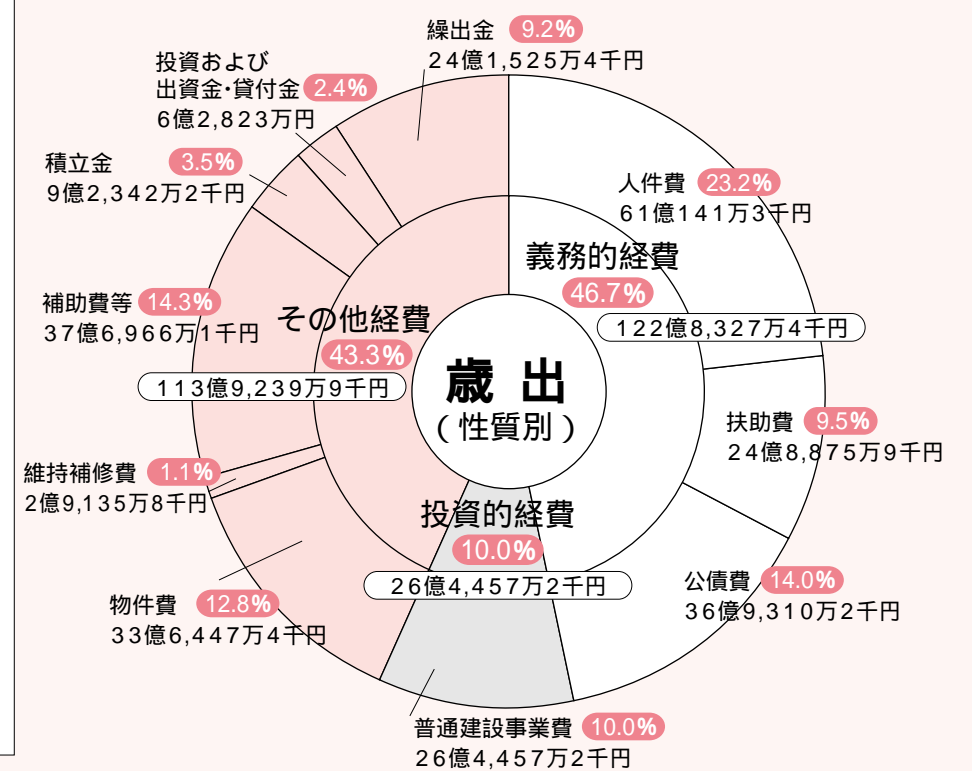 繰出金 9.2%
24億1,525万4千円
投資および
出資金・貸付金 2.4%
6億2,823万円
積立金 3.5%
9億2,342万2千円
補助費等 14.3%
37億6,966万1千円
その他経費
43.3%
113億9,239万9千円
維持補修費 1.1%
2億9,135万8千円
物件費 12.8%
33億6,447万4千円
歳出
(性質別)
人件費 23.2%
61億141万3千円
義務的経費
46.7%
122億8,327万4千円
扶助費 9.5%
24億8,875万9千円
公債費 14.0%
36億9,310万2千円
投資的経費
10.0%
26億4,457万2千円
普通建設事業費 10.0%
26億4,457万2千円